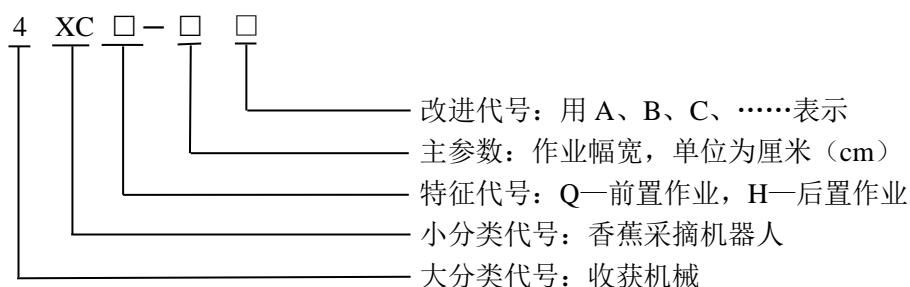 4 XC □－□ □
改进代号：用 A、B、C、……表示
主参数：作业幅宽，单位为厘米（cm）
特征代号：Q—前置作业，H—后置作业
小分类代号：香蕉采摘机器人
大分类代号：收获机械